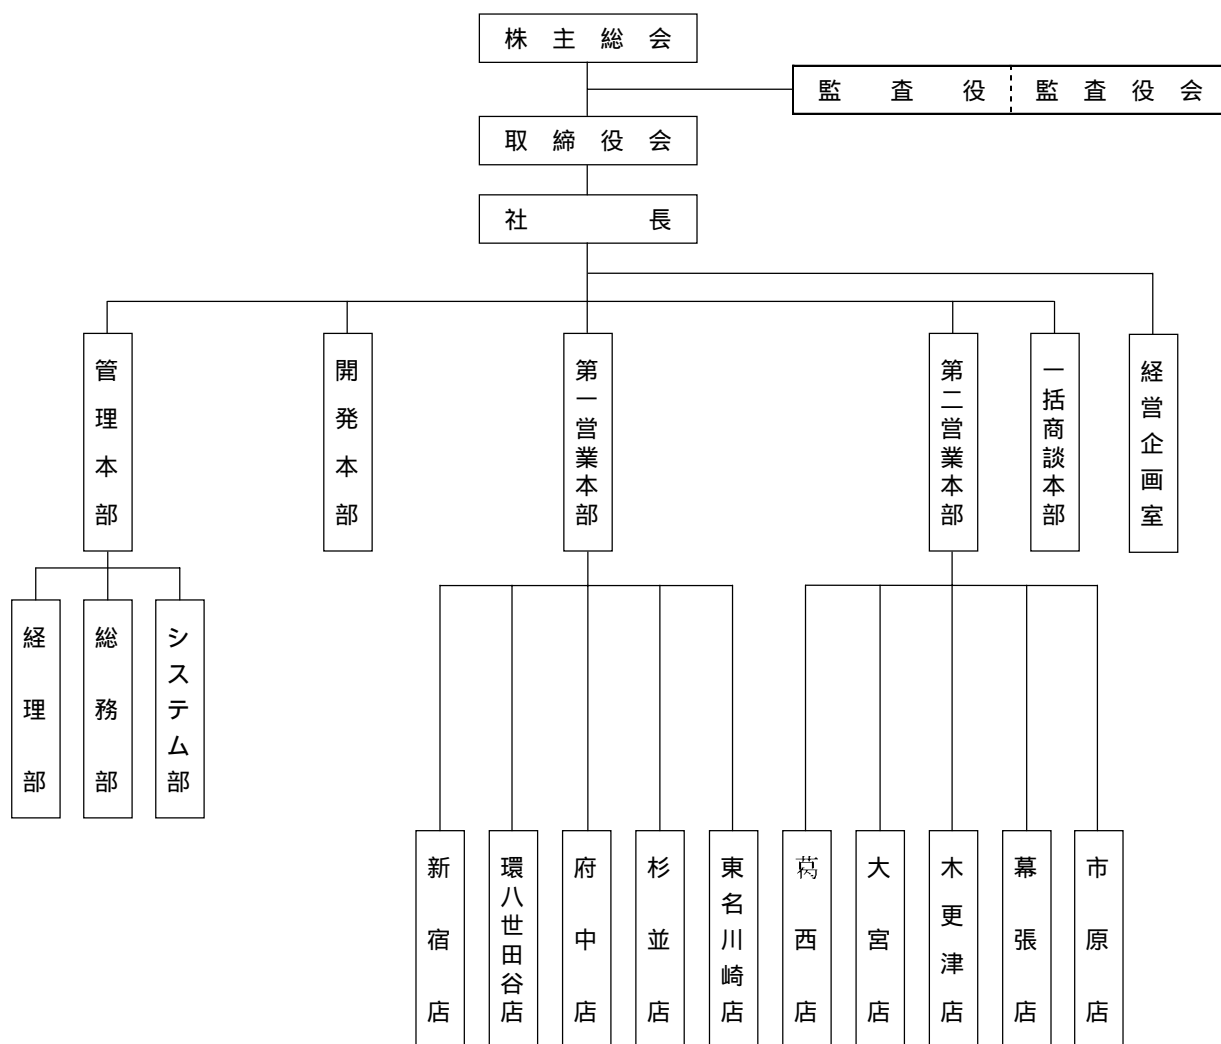 株主総会
監査役 監査役会
取締役会
社長
管理本部
開発本部
第一営業本部
第二営業本部
一括商談本部
経営企画室
経理部
総務部
システム部
新宿店
環八世田谷店
府中店
杉並店
東名川崎店
葛西店
大宮店
木更津店
幕張店
市原店